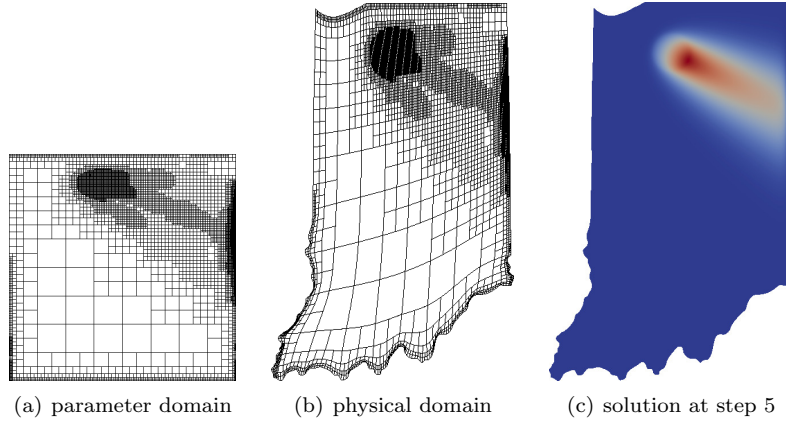 (a) parameter domain
(b) physical domain
(c) solution at step 5